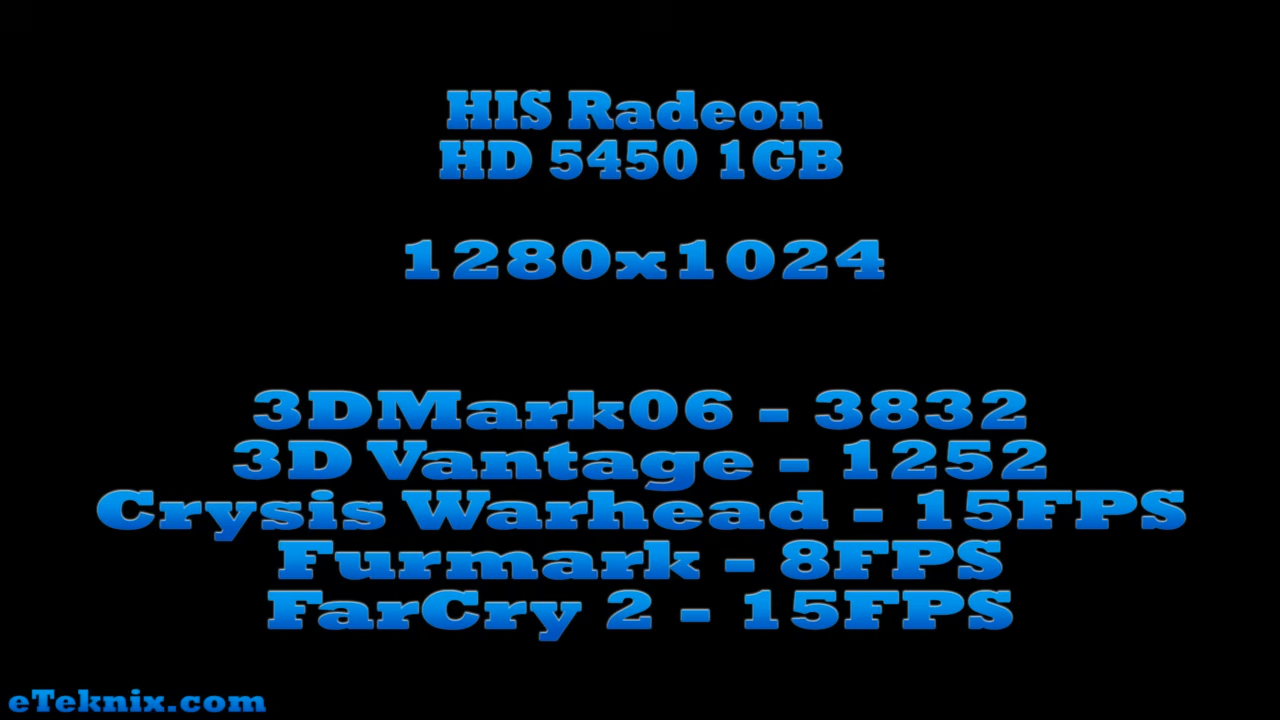 HIS Radeon
HD 5450 1GB
1280x1024
3DMark06 - 3832
3D Vantage - 1252
Crysis Warhead - 15FPS
Furmark - 8FPS
FarCry 2 - 15FPS
eTeknix.com